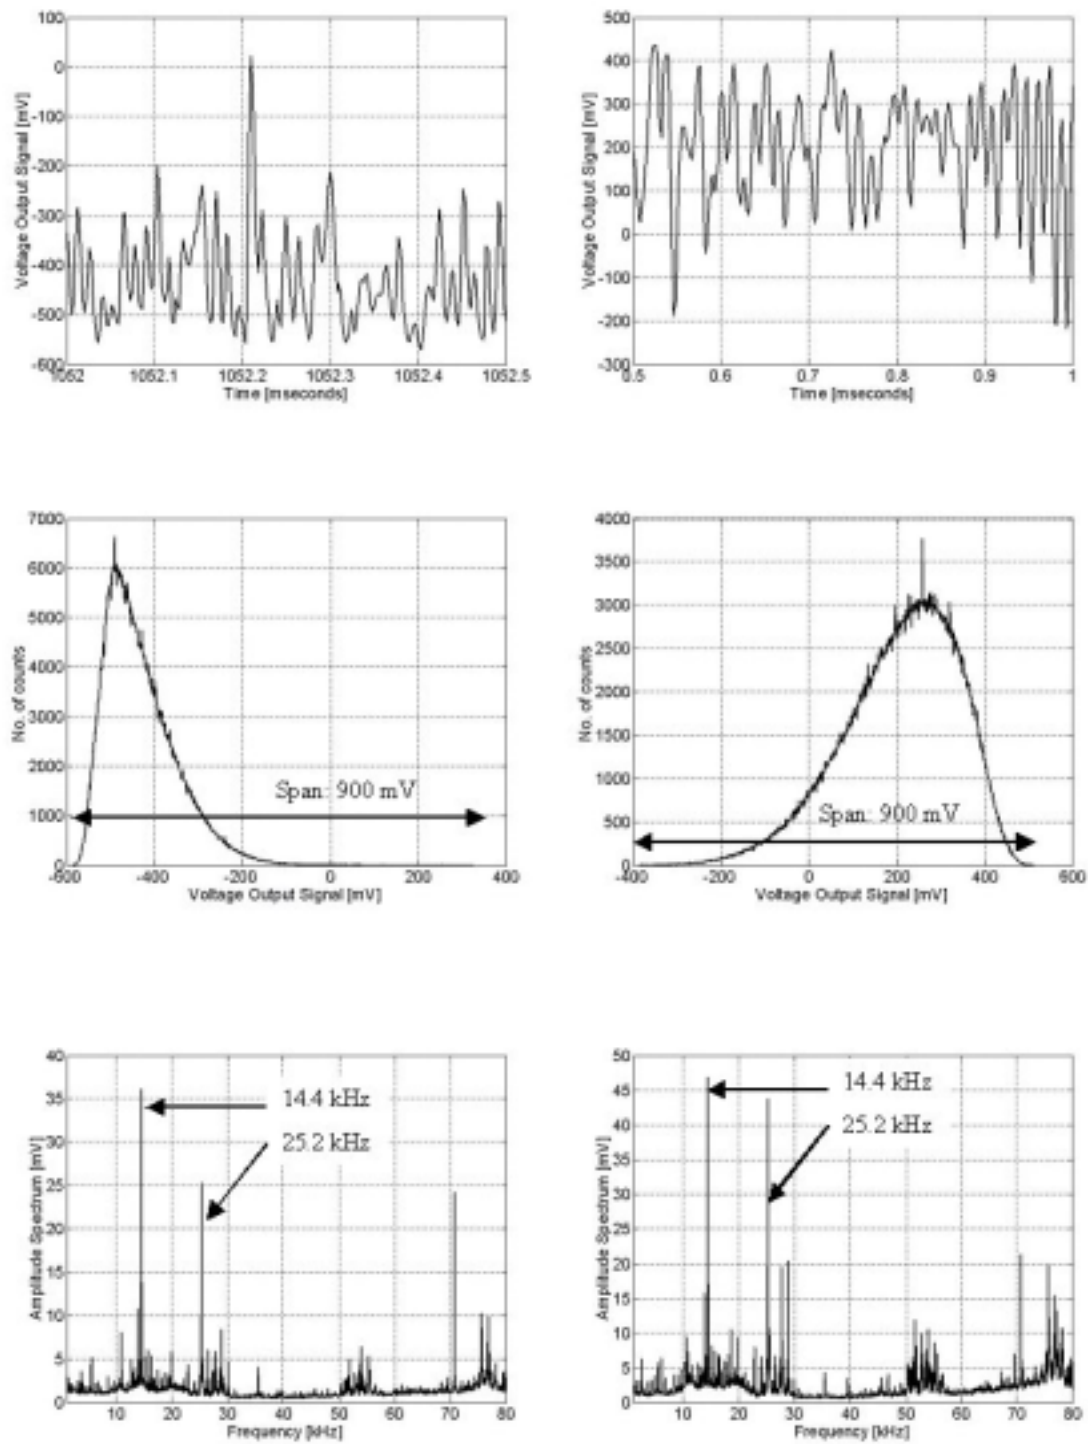 100
0
-100
-200
-300
-400
-500
-600
Voltage Output Signal [mV]
1052 1052.1 1052.2 1052.3 1052.4 1052.5
Time [mseconds]
500
400
300
200
100
0
-100
-200
-300
Voltage Output Signal [mV]
0.5 0.6 0.7 0.8 0.9 1
Time [mseconds]
7000
6000
5000
4000
3000
2000
1000
0
No. of counts
Span: 900 mV
-600 -400 -200 0 200 400
Voltage Output Signal [mV]
4000
3500
3000
2500
2000
1500
1000
500
0
No. of counts
Span: 900 mV
-400 -200 0 200 400 600
Voltage Output Signal [mV]
40
35
30
25
20
15
10
5
0
Amplitude Spectrum [mV]
14.4 kHz
25.2 kHz
10 20 30 40 50 60 70 80
Frequency [kHz]
50
45
40
35
30
25
20
15
10
5
0
Amplitude Spectrum [mV]
14.4 kHz
25.2 kHz
10 20 30 40 50 60 70 80
Frequency [kHz]